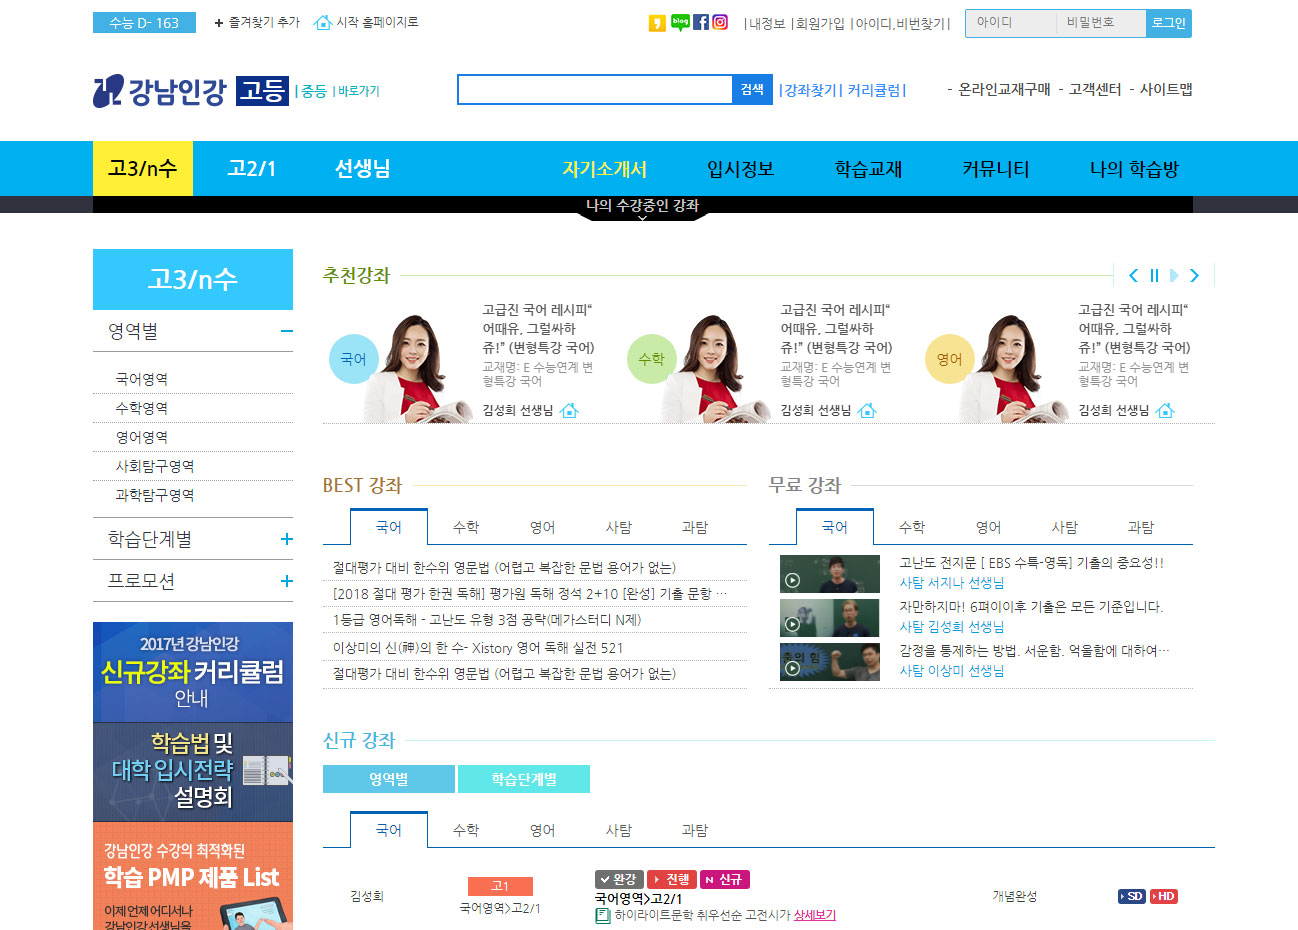 수능 D- 163
+ 즐겨찾기 추가
시작 홈페이지로
blog
|내정보 |회원가입 |아이디,비번찾기|
아이디
비밀번호
로그인
강남인강 고등 |중등 |바로가기
검색
|강좌찾기| 커리큘럼|
- 온라인교재구매 - 고객센터 - 사이트맵
고3/n수
고2/1
선생님
자기소개서
입시정보
학습교재
커뮤니티
나의 학습방
나의 수강중인 강좌
고3/n수
영역별
국어영역
수학영역
영어영역
사회탐구영역
과학탐구영역
학습단계별
프로모션
2017년 강남인강
신규강좌 커리큘럼
안내
학습법 및
대학 입시전략
설명회
강남인강 수강의 최적화된
학습 PMP 제품 List
이제 언제 어디서나
강남인강 선생님을
추천강좌
국어
고급진 국어 레시피“
어때유, 그럴싸하
쥬!” (변형특강 국어)
교재명: E 수능연계 변
형특강 국어
김성희 선생님
수학
고급진 국어 레시피“
어때유, 그럴싸하
쥬!” (변형특강 국어)
교재명: E 수능연계 변
형특강 국어
김성희 선생님
영어
고급진 국어 레시피“
어때유, 그럴싸하
쥬!” (변형특강 국어)
교재명: E 수능연계 변
형특강 국어
김성희 선생님
BEST 강좌
국어 수학 영어 사탐 과탐
절대평가 대비 한수위 영문법 (어렵고 복잡한 문법 용어가 없는)
[2018 절대 평가 한권 독해] 평가원 독해 정석 2+10 [완성] 기출 문항 …
1등급 영어독해 - 고난도 유형 3점 공략(메가스터디 N제)
이상미의 신(神)의 한 수- Xistory 영어 독해 실전 521
절대평가 대비 한수위 영문법 (어렵고 복잡한 문법 용어가 없는)
무료 강좌
국어 수학 영어 사탐 과탐
고난도 전지문 [ EBS 수특-영독] 기출의 중요성!!
사탐 서지나 선생님
자만하지마! 6펴이이후 기출은 모든 기준입니다.
사탐 김성희 선생님
감정을 통제하는 방법. 서운함. 억울함에 대하여…
사탐 이상미 선생님
신규 강좌
영역별
학습단계별
국어 수학 영어 사탐 과탐
김성희
고1
국어영역>고2/1
완강 진행 N 신규
국어영역>고2/1
하이라이트문학 취우선순 고전시가 상세보기
개념완성
SD HD